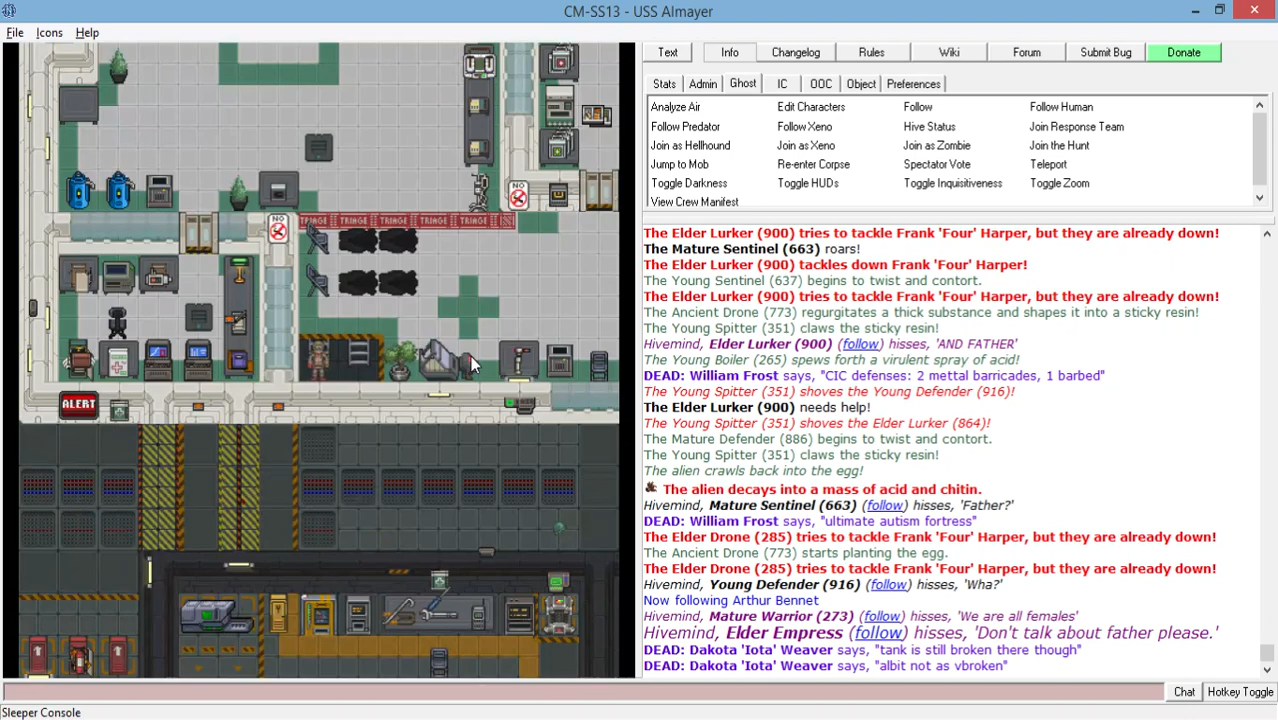 CM-SS13 - USS Almayer
File Icons Help
Text Info Changelog Rules Wiki Forum Submit Bug Donate
Stats Admin Ghost IC OOC Object Preferences
Analyze Air Edit Characters Follow Follow Human
Follow Predator Follow Xeno Hive Status Join Response Team
Join as Hellhound Join as Xeno Join as Zombie Join the Hunt
Jump to Mob Re-enter Corpse Spectator Vote Teleport
Toggle Darkness Toggle HUDs Toggle Inquisitiveness Toggle Zoom
View Crew Manifest
NO
NO
TRIAGE TRIAGE TRIAGE TRIAGE TRIAGE
ALERT
The Elder Lurker (900) tries to tackle Frank 'Four' Harper, but they are already down!
The Mature Sentinel (663) roars!
The Elder Lurker (900) tackles down Frank 'Four' Harper!
The Young Sentinel (637) begins to twist and contort.
The Elder Lurker (900) tries to tackle Frank 'Four' Harper, but they are already down!
The Ancient Drone (773) regurgitates a thick substance and shapes it into a sticky resin!
The Young Spitter (351) claws the sticky resin!
Hivemind, Elder Lurker (900) (follow) hisses, 'AND FATHER'
The Young Boiler (265) spews forth a virulent spray of acid!
DEAD: William Frost says, "CIC defenses: 2 mettal barricades, 1 barbed"
The Young Spitter (351) shoves the Young Defender (916)!
The Elder Lurker (900) needs help!
The Young Spitter (351) shoves the Elder Lurker (864)!
The Mature Defender (886) begins to twist and contort.
The Young Spitter (351) claws the sticky resin!
The alien crawls back into the egg!
The alien decays into a mass of acid and chitin.
Hivemind, Mature Sentinel (663) (follow) hisses, 'Father?'
DEAD: William Frost says, "ultimate autism fortress"
The Elder Drone (285) tries to tackle Frank 'Four' Harper, but they are already down!
The Ancient Drone (773) starts planting the egg.
The Elder Drone (285) tries to tackle Frank 'Four' Harper, but they are already down!
Hivemind, Young Defender (916) (follow) hisses, 'Wha?'
Now following Arthur Bennet
Hivemind, Mature Warrior (273) (follow) hisses, 'We are all females'
Hivemind, Elder Empress (follow) hisses, 'Don't talk about father please.'
DEAD: Dakota 'Iota' Weaver says, "tank is still broken there though"
DEAD: Dakota 'Iota' Weaver says, "albit not as vbroken"
Chat Hotkey Toggle
Sleeper Console